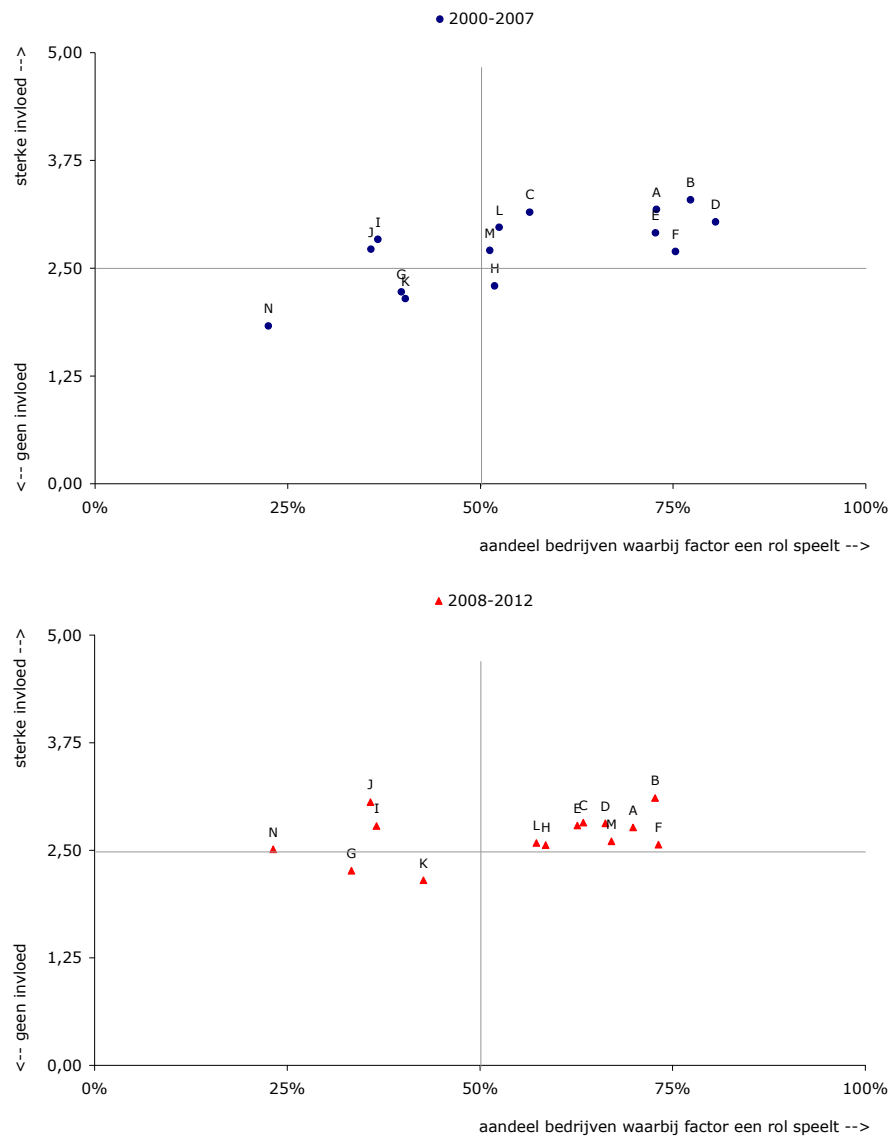 2000-2007
5,00
sterke invloed -->
3,75
B
A
C
D
L
E
I
M
J
F
2,50
H
G
K
N
1,25
<-- geen invloed
0,00
0% 25% 50% 75% 100%
aandeel bedrijven waarbij factor een rol speelt -->
2008-2012
5,00
sterke invloed -->
3,75
J
B
I
E C D A
N
L H M F
2,50
G
K
1,25
<-- geen invloed
0,00
0% 25% 50% 75% 100%
aandeel bedrijven waarbij factor een rol speelt -->